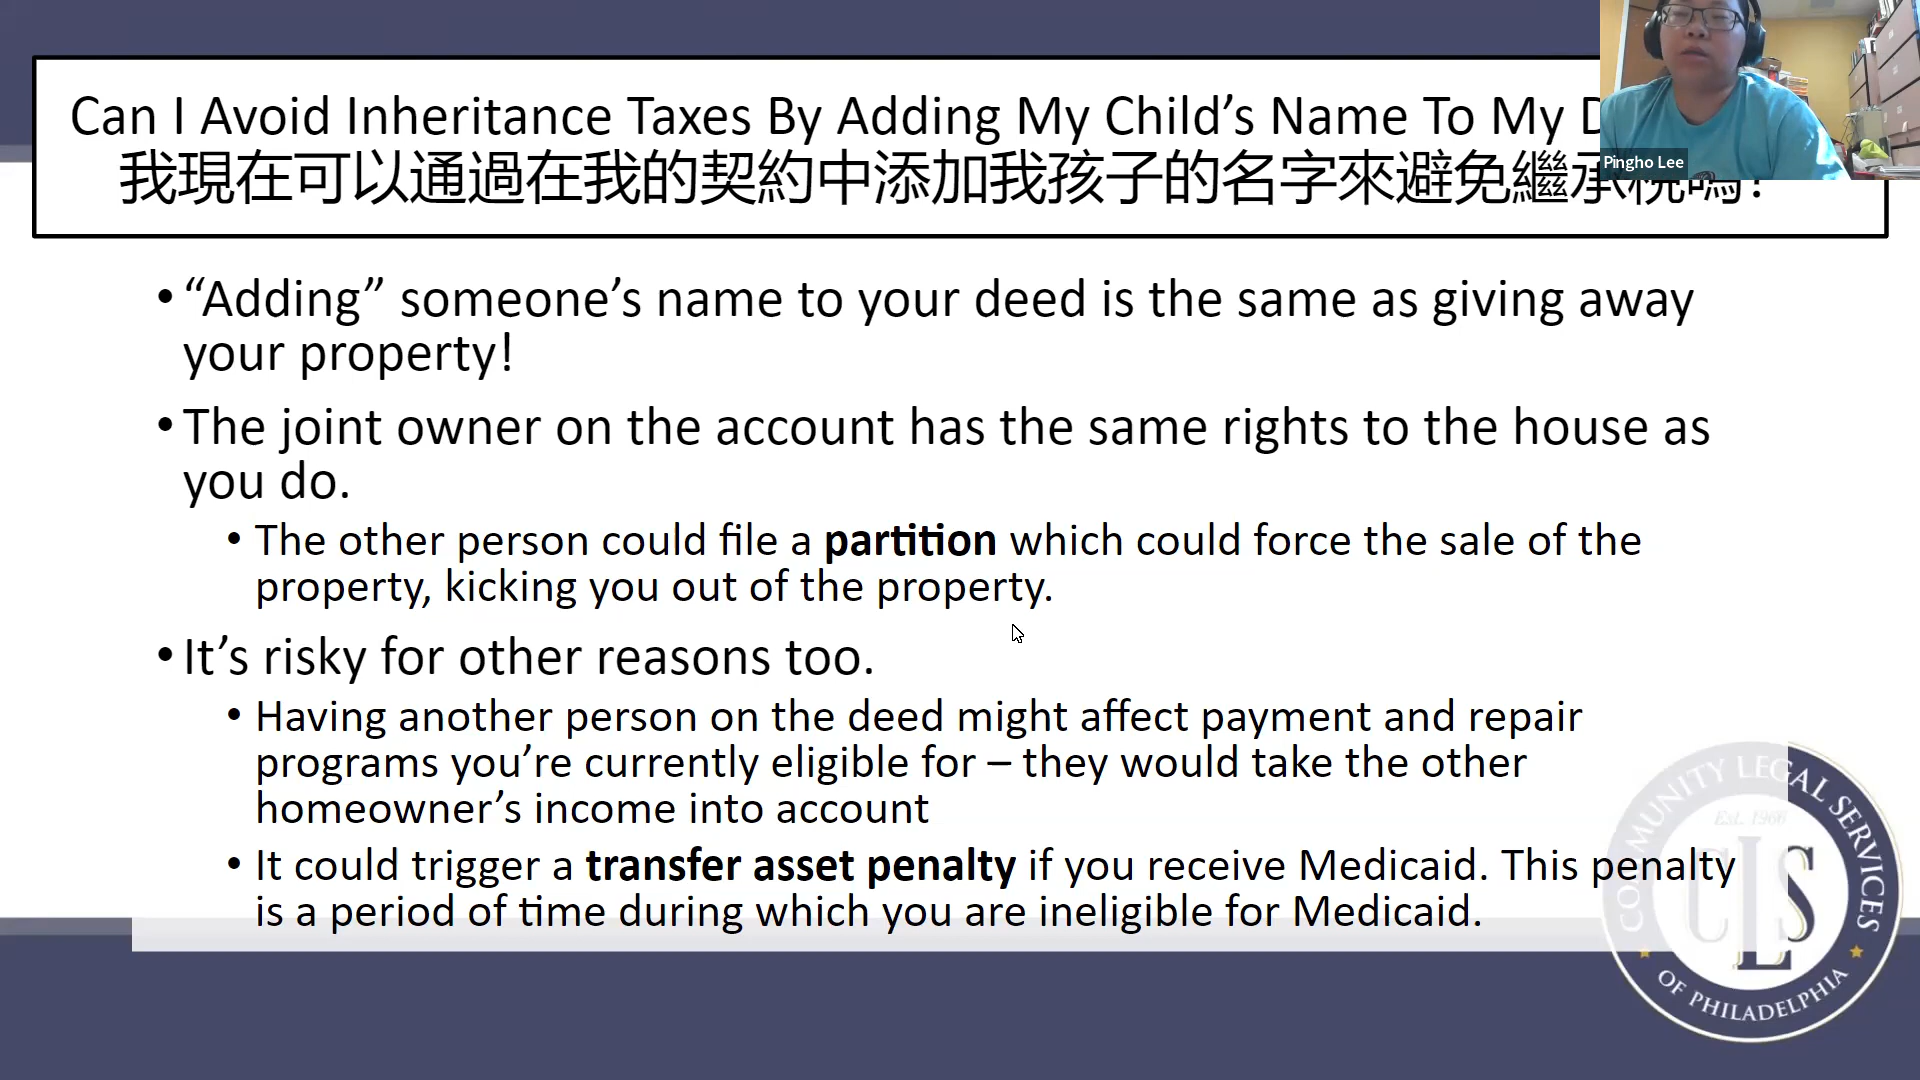 Can I Avoid Inheritance Taxes By Adding My Child’s Name To My
我現在可以通過在我的契約中添加我孩子的名字來避免繼承稅嗎?
Pingho Lee
• “Adding” someone’s name to your deed is the same as giving away
your property!
• The joint owner on the account has the same rights to the house as
you do.
• The other person could file a partition which could force the sale of the
property, kicking you out of the property.
• It’s risky for other reasons too.
• Having another person on the deed might affect payment and repair
programs you’re currently eligible for – they would take the other
homeowner’s income into account
• It could trigger a transfer asset penalty if you receive Medicaid. This penalty
is a period of time during which you are ineligible for Medicaid.
COMMUNITY LEGAL SERVICES
Est. 1966
CLS
OF PHILADELPHIA